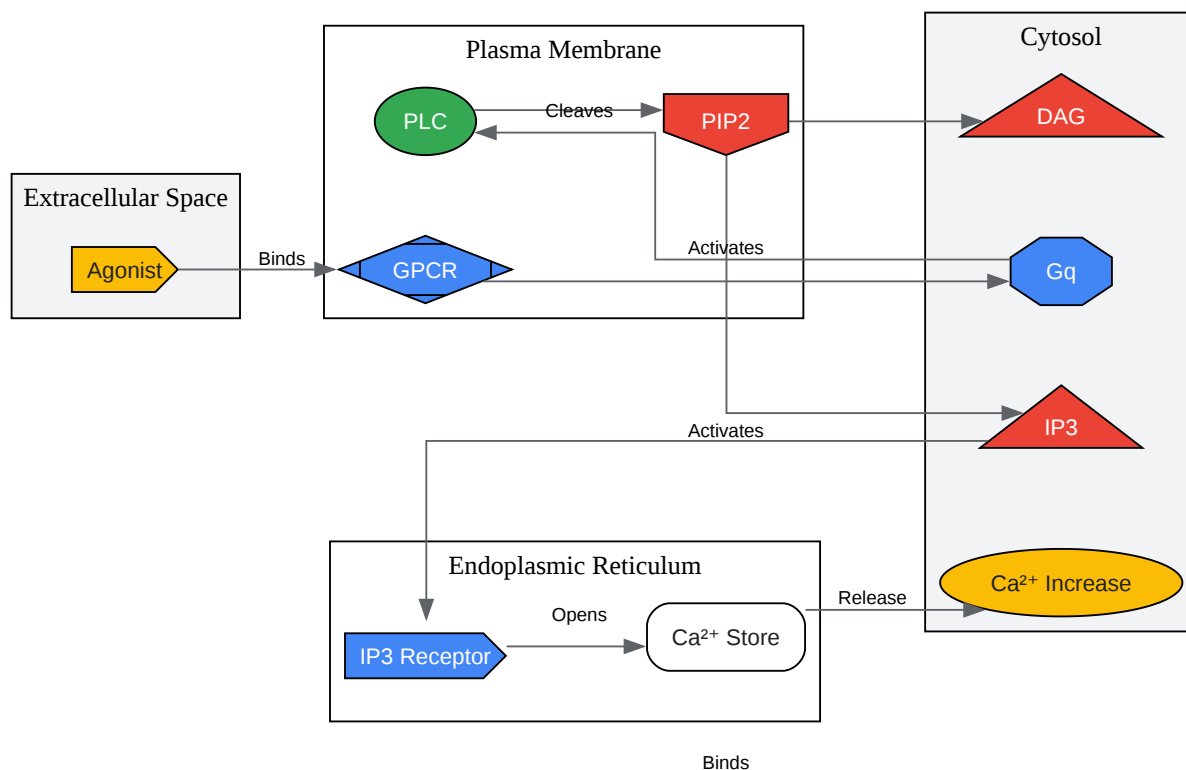 Plasma Membrane
Cytosol
PLC
Cleaves
PIP2
DAG
Extracellular Space
Agonist
Binds
GPCR
Activates
Gq
Activates
IP3
Endoplasmic Reticulum
IP3 Receptor
Opens
Ca²⁺ Store
Release
Ca²⁺ Increase
Binds